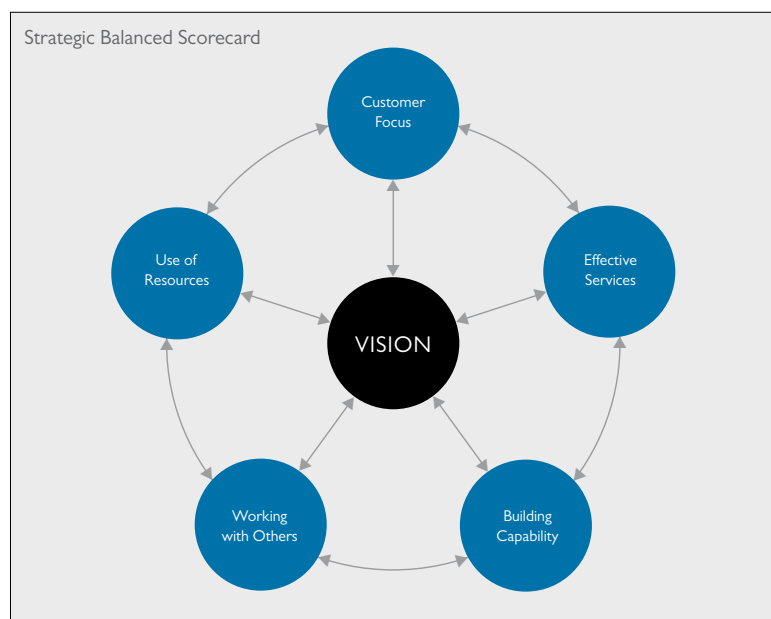 Strategic Balanced Scorecard
Customer
Focus
Use of
Resources
Effective
Services
VISION
Working
with Others
Building
Capability